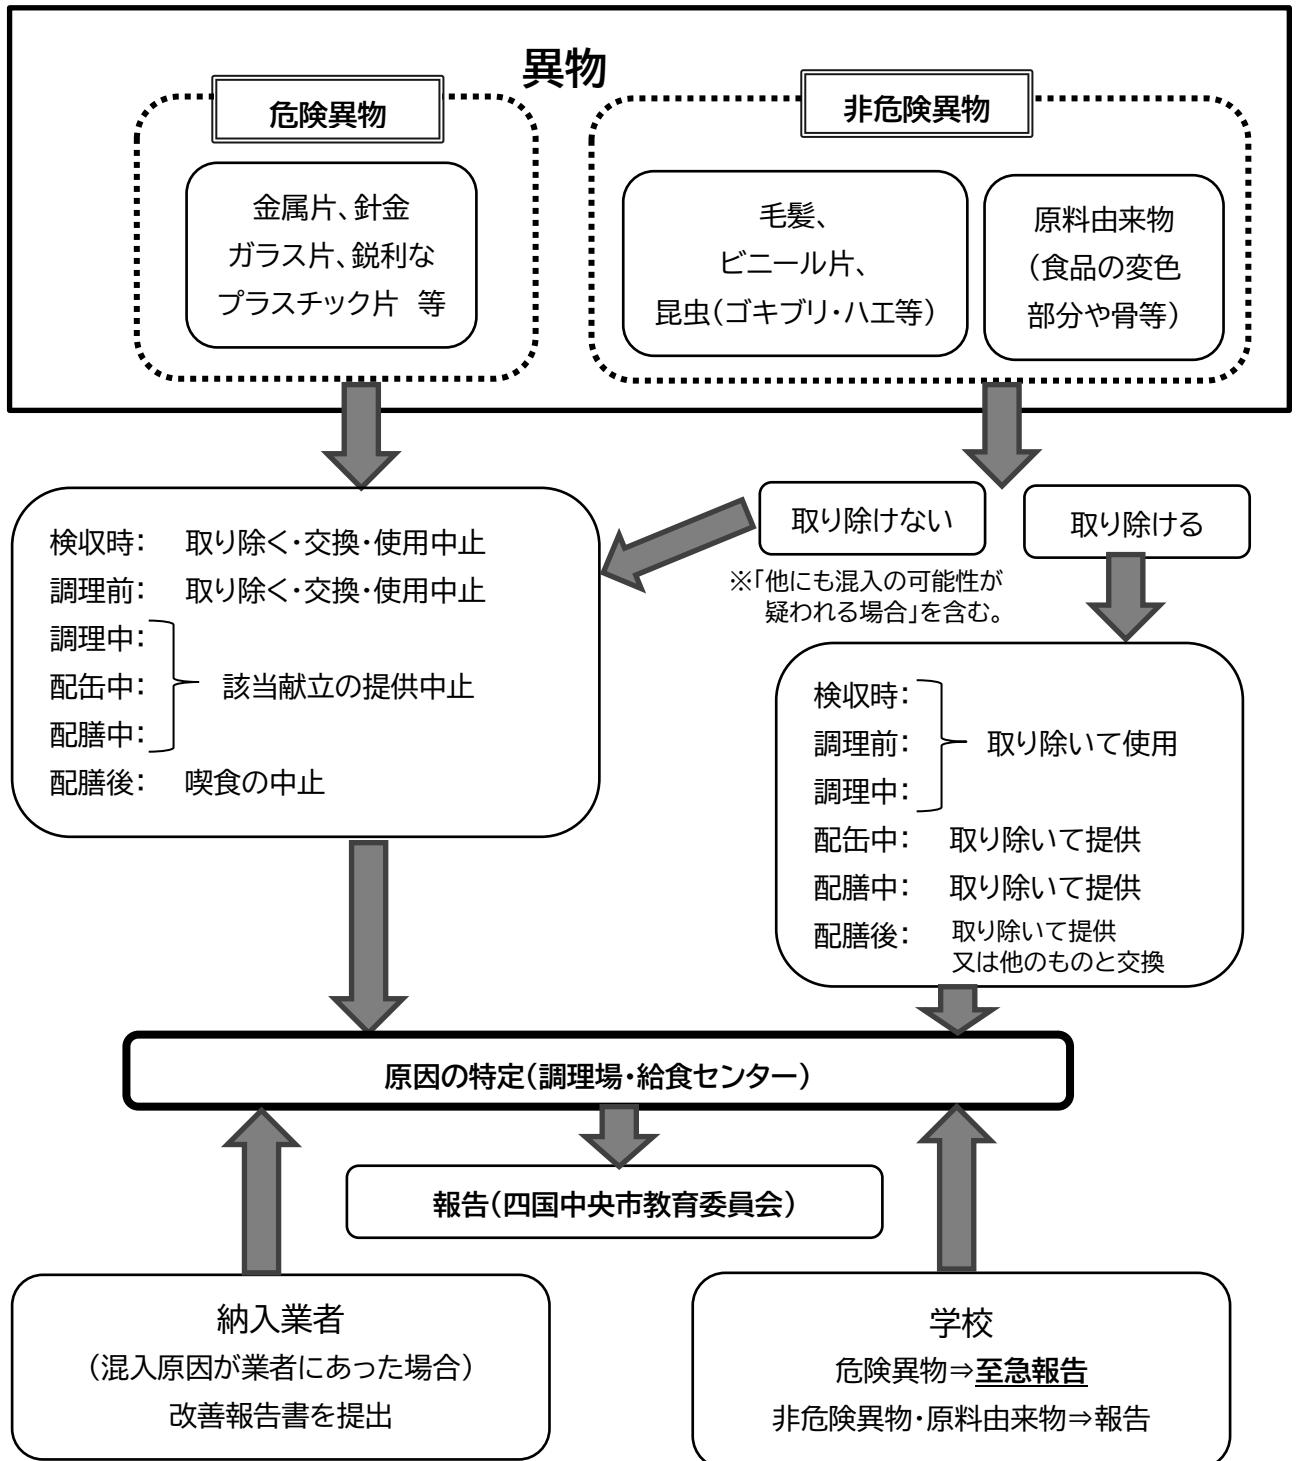 異物
危険異物
金属片、針金
ガラス片、鋭利な
プラスチック片　等
非危険異物
毛髪、
ビニール片、
昆虫（ゴキブリ・ハエ等）
原料由来物
（食品の変色
部分や骨等）
検収時：　取り除く・交換・使用中止
調理前：　取り除く・交換・使用中止
調理中：
配缶中：　該当献立の提供中止
配膳中：
配膳後：　喫食の中止
取り除けない
※「他にも混入の可能性が
疑われる場合」を含む。
取り除ける
検収時：
調理前：　取り除いて使用
調理中：
配缶中：　取り除いて提供
配膳中：　取り除いて提供
配膳後：　取り除いて提供
又は他のものと交換
原因の特定（調理場・給食センター）
報告（四国中央市教育委員会）
納入業者
（混入原因が業者にあった場合）
改善報告書を提出
学校
危険異物⇒至急報告
非危険異物・原料由来物⇒報告